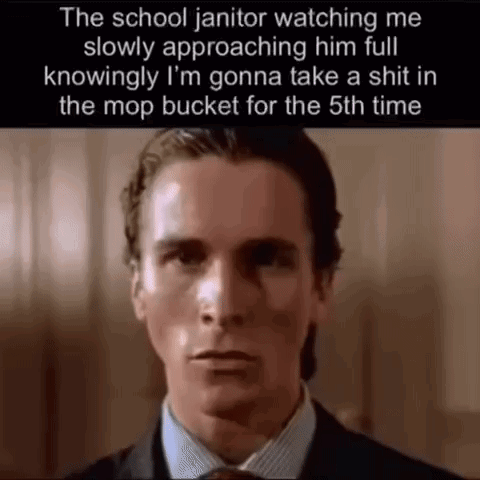 The school janitor watching me
slowly approaching him full
knowingly I'm gonna take a shit in
the mop bucket for the 5th time